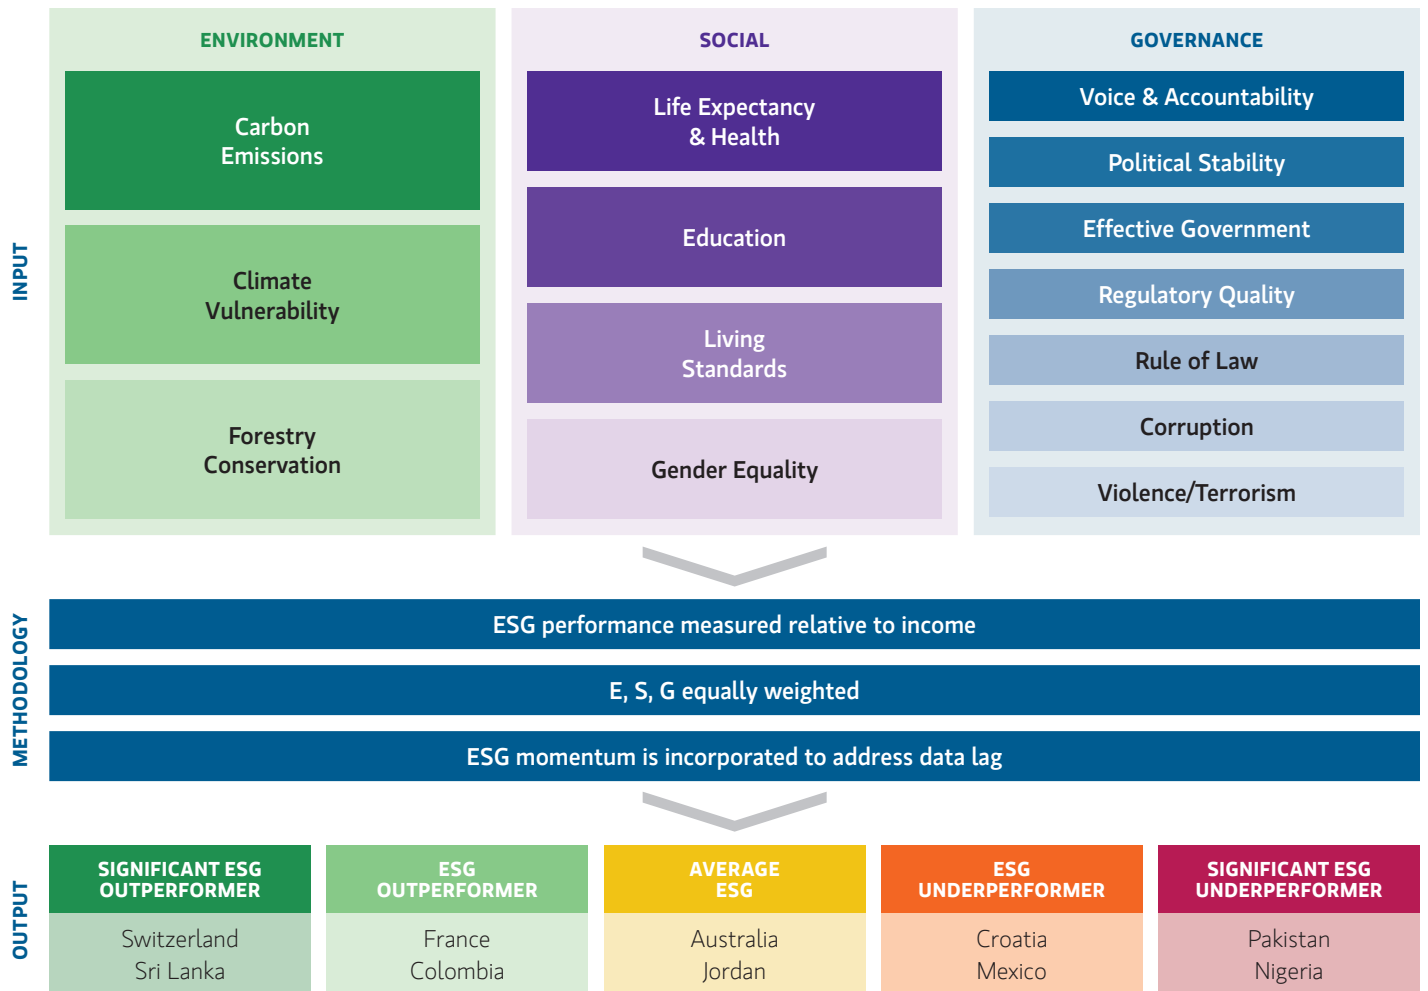 INPUT
ENVIRONMENT
Carbon
Emissions
Climate
Vulnerability
Forestry
Conservation
SOCIAL
Life Expectancy
& Health
Education
Living
Standards
Gender Equality
GOVERNANCE
Voice & Accountability
Political Stability
Effective Government
Regulatory Quality
Rule of Law
Corruption
Violence/Terrorism
METHODOLOGY
ESG performance measured relative to income
E, S, G equally weighted
ESG momentum is incorporated to address data lag
OUTPUT
SIGNIFICANT ESG
OUTPERFORMER
Switzerland
Sri Lanka
ESG
OUTPERFORMER
France
Colombia
AVERAGE
ESG
Australia
Jordan
ESG
UNDERPERFORMER
Croatia
Mexico
SIGNIFICANT ESG
UNDERPERFORMER
Pakistan
Nigeria